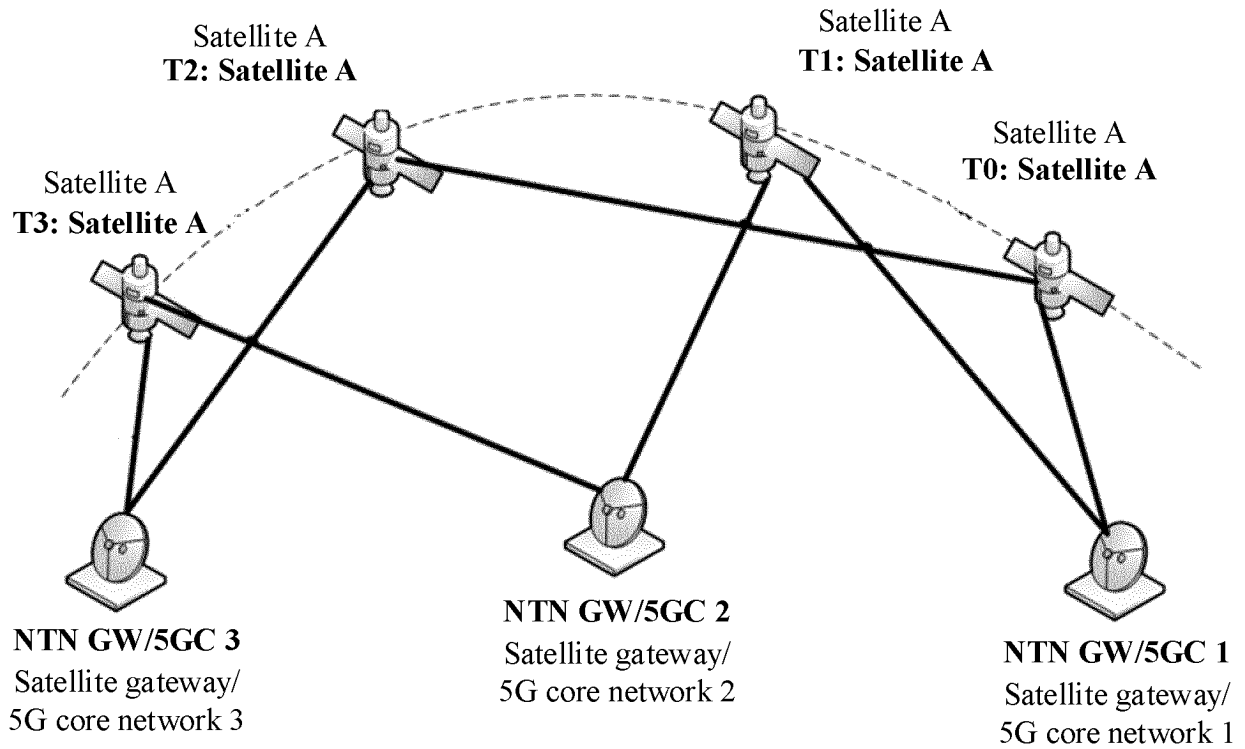 Satellite A
T2: Satellite A
Satellite A
T1: Satellite A
Satellite A
T0: Satellite A
Satellite A
T3: Satellite A
NTN GW/5GC 3
Satellite gateway/
5G core network 3
NTN GW/5GC 2
Satellite gateway/
5G core network 2
NTN GW/5GC 1
Satellite gateway/
5G core network 1